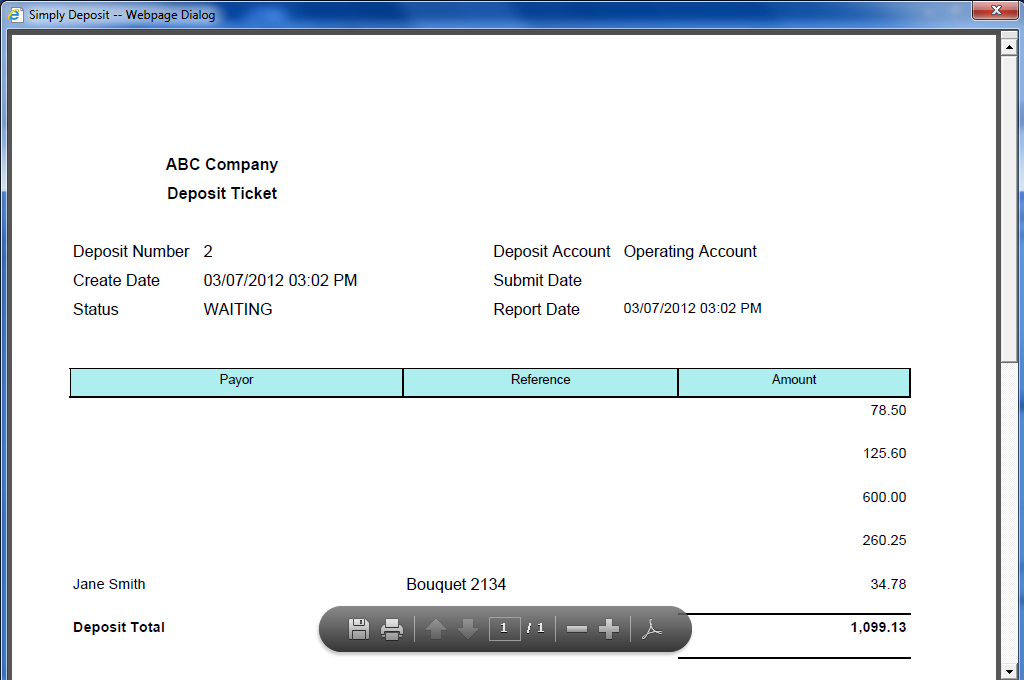 Simply Deposit -- Webpage Dialog
ABC Company
Deposit Ticket
Deposit Number 2 Deposit Account Operating Account
Create Date 03/07/2012 03:02 PM Submit Date
Status WAITING Report Date 03/07/2012 03:02 PM
Payor Reference Amount
78.50
125.60
600.00
260.25
Jane Smith Bouquet 2134 34.78
Deposit Total 1,099.13
1 / 1